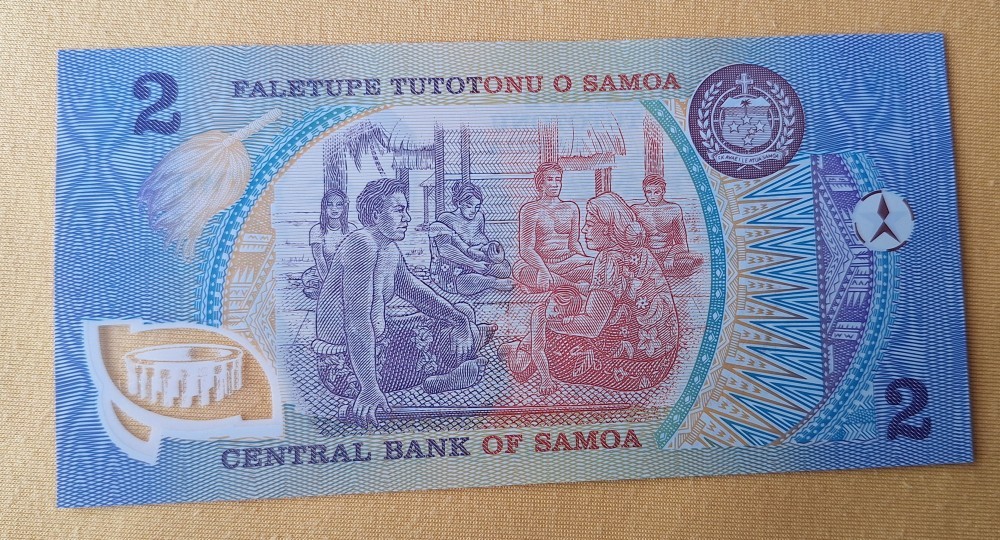 2
FALETUPE TUTOTONU O SAMOA
CENTRAL BANK OF SAMOA
2